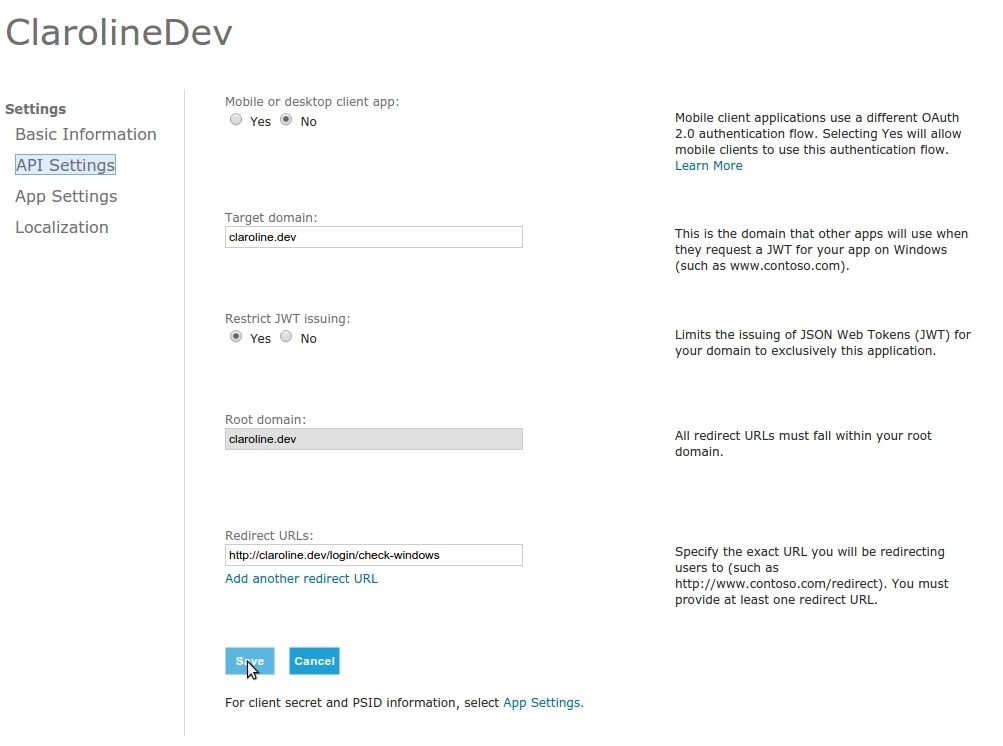 ClarolineDev
Settings
Basic Information
API Settings
App Settings
Localization
Mobile or desktop client app:
Yes No
Mobile client applications use a different OAuth
2.0 authentication flow. Selecting Yes will allow
mobile clients to use this authentication flow.
Learn More
Target domain:
claroline.dev
This is the domain that other apps will use when
they request a JWT for your app on Windows
(such as www.contoso.com).
Restrict JWT issuing:
Yes No
Limits the issuing of JSON Web Tokens (JWT) for
your domain to exclusively this application.
Root domain:
claroline.dev
All redirect URLs must fall within your root
domain.
Redirect URLs:
http://claroline.dev/login/check-windows
Add another redirect URL
Specify the exact URL you will be redirecting
users to (such as
http://www.contoso.com/redirect). You must
provide at least one redirect URL.
Save Cancel
For client secret and PSID information, select App Settings.